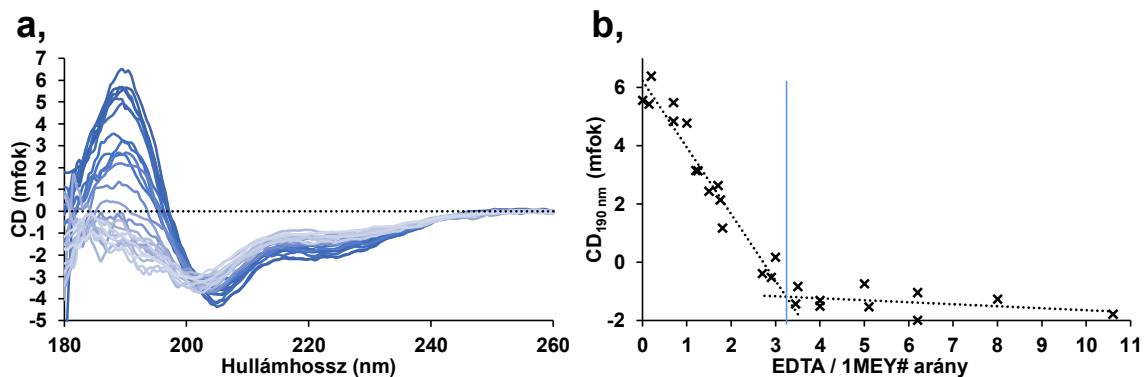 a,
7
6
5
4
3
2
1
0
-1
-2
-3
-4
-5
CD (mfok)
180 200 220 240 260
Hullámhossz (nm)
b,
6
4
2
0
-2
CD190 nm (mfok)
0 1 2 3 4 5 6 7 8 9 10 11
EDTA / 1MEY# arány